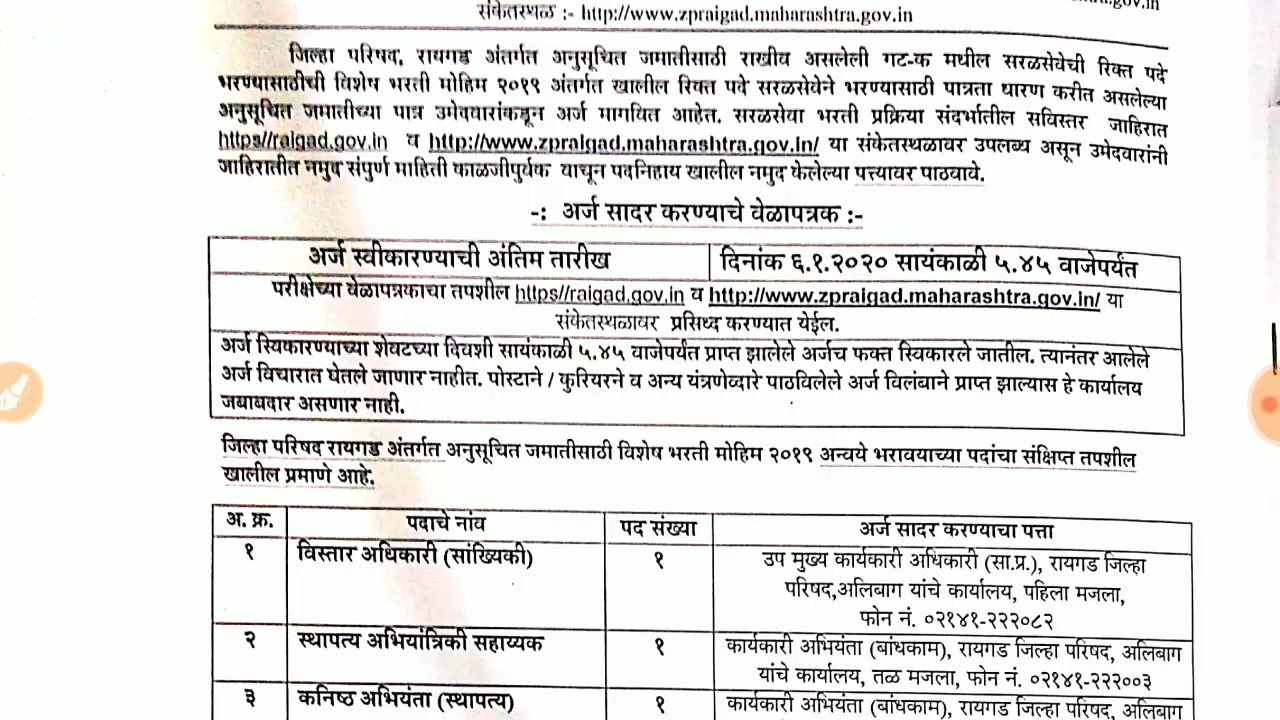 संकेतस्थळ :- http://www.zpraigad.maharashtra.gov.in
जिल्हा परिषद, रायगड अंतर्गत अनुसूचित जमातीसाठी राखीव असलेली गट-क मधील सरळसेवेची रिक्त पदे
भरण्यासाठीची विशेष भरती मोहिम २०१९ अंतर्गत खालील रिक्त पदे सरळसेवेने भरण्यासाठी पात्रता धारण करीत असलेल्या
अनुसूचित जमातीच्या पात्र उमेदवारांकडून अर्ज मागवित आहेत. सरळसेवा भरती प्रक्रिया संदर्भातील सविस्तर जाहिरात
https//raigad.gov.in व http://www.zpraigad.maharashtra.gov.in/ या संकेतस्थळावर उपलब्ध असून उमेदवारांनी
जाहिरातीत नमुद संपुर्ण माहिती काळजीपुर्वक वाचून पदनिहाय खालील नमुद केलेल्या पत्त्यावर पाठवावे.
-: अर्ज सादर करण्याचे वेळापत्रक :-
अर्ज स्वीकारण्याची अंतिम तारीख दिनांक ६.१.२०२० सायंकाळी ५.४५ वाजेपर्यंत
परीक्षेच्या वेळापत्रकाचा तपशील https//raigad.gov.in व http://www.zpraigad.maharashtra.gov.in/ या
संकेतस्थळावर प्रसिध्द करण्यात येईल.
अर्ज स्विकारण्याच्या शेवटच्या दिवशी सायंकाळी ५.४५ वाजेपर्यंत प्राप्त झालेले अर्जच फक्त स्विकारले जातील. त्यानंतर आलेले
अर्ज विचारात घेतले जाणार नाहीत. पोस्टाने / कुरियरने व अन्य यंत्रणेव्दारे पाठविलेले अर्ज विलंबाने प्राप्त झाल्यास हे कार्यालय
जबाबदार असणार नाही.
जिल्हा परिषद रायगड अंतर्गत अनुसूचित जमातीसाठी विशेष भरती मोहिम २०१९ अन्वये भरावयाच्या पदांचा संक्षिप्त तपशील
खालील प्रमाणे आहे.
अ. क्र. पदाचे नांव पद संख्या अर्ज सादर करण्याचा पत्ता
१ विस्तार अधिकारी (सांख्यिकी) १ उप मुख्य कार्यकारी अधिकारी (सा.प्र.), रायगड जिल्हा
परिषद,अलिबाग यांचे कार्यालय, पहिला मजला,
फोन नं. ०२१४१-२२२०८२
२ स्थापत्य अभियांत्रिकी सहाय्यक १ कार्यकारी अभियंता (बांधकाम), रायगड जिल्हा परिषद, अलिबाग
यांचे कार्यालय, तळ मजला, फोन नं. ०२१४१-२२२००३
३ कनिष्ठ अभियंता (स्थापत्य) १ कार्यकारी अभियंता (बांधकाम), रायगड जिल्हा परिषद, अलिबाग